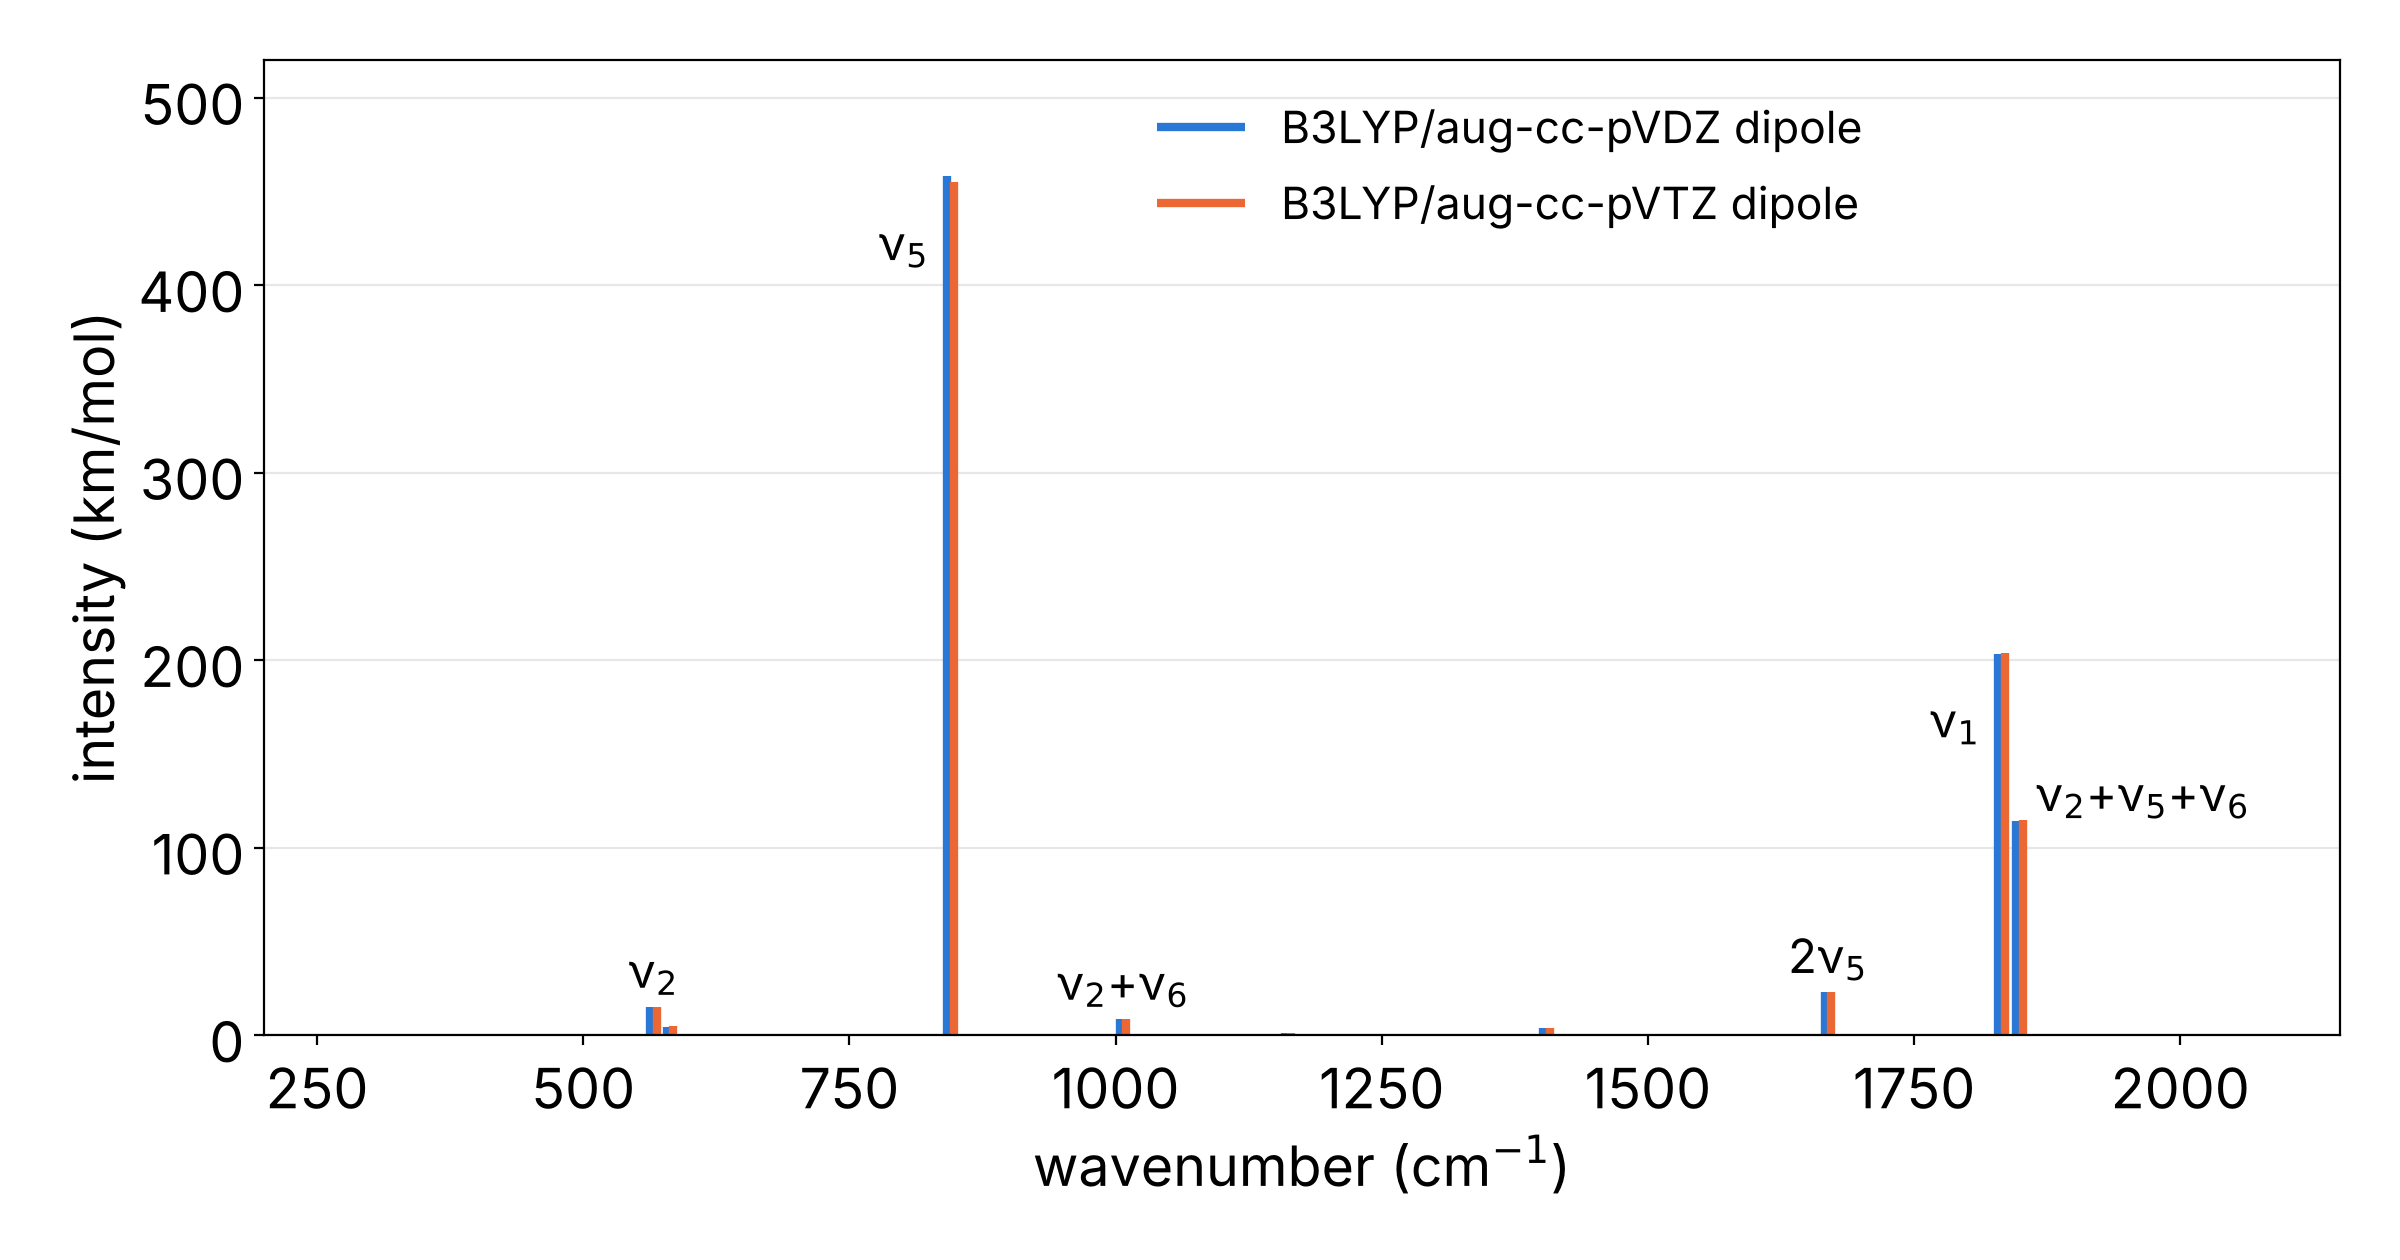 500
400
300
200
100
0
intensity (km/mol)
B3LYP/aug-cc-pVDZ dipole
B3LYP/aug-cc-pVTZ dipole
ν₅
ν₁
ν₂+ν₅+ν₆
2ν₅
ν₂
ν₂+ν₆
250 500 750 1000 1250 1500 1750 2000
wavenumber (cm⁻¹)